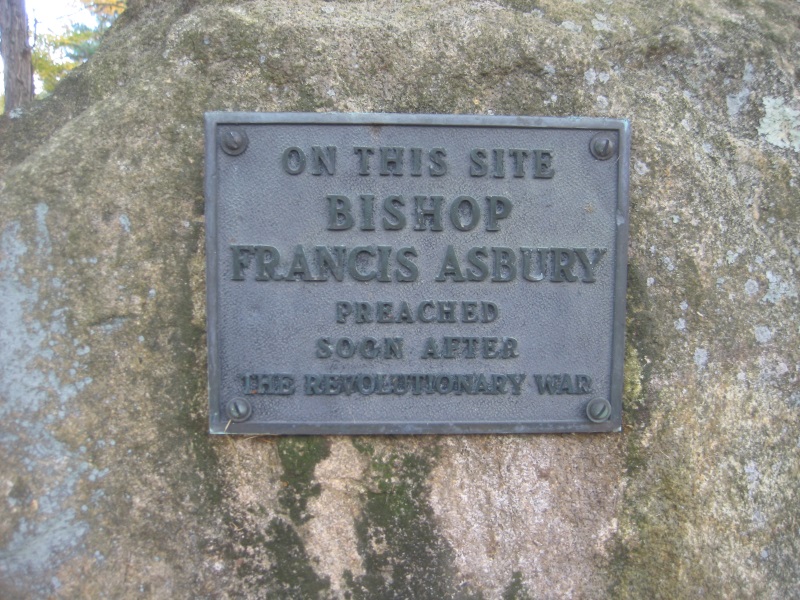 ON THIS SITE
BISHOP
FRANCIS ASBURY
PREACHED
SOON AFTER
THE REVOLUTIONARY WAR